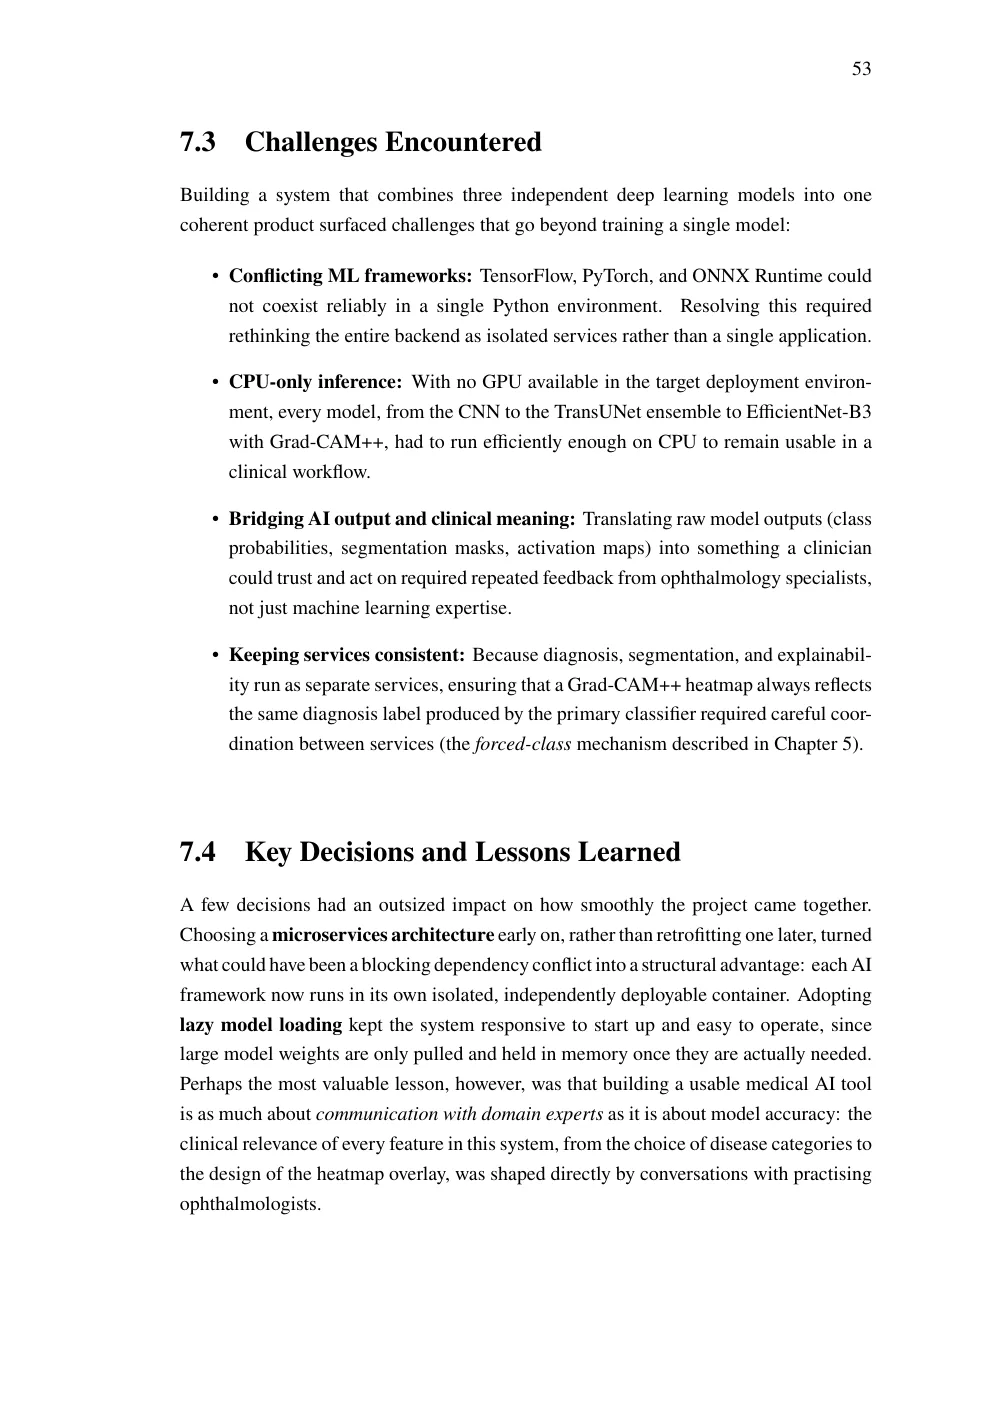 53
7.3 Challenges Encountered
Building a system that combines three independent deep learning models into one
coherent product surfaced challenges that go beyond training a single model:
• Conflicting ML frameworks: TensorFlow, PyTorch, and ONNX Runtime could
not coexist reliably in a single Python environment. Resolving this required
rethinking the entire backend as isolated services rather than a single application.
• CPU-only inference: With no GPU available in the target deployment environ-
ment, every model, from the CNN to the TransUNet ensemble to EfficientNet-B3
with Grad-CAM++, had to run efficiently enough on CPU to remain usable in a
clinical workflow.
• Bridging AI output and clinical meaning: Translating raw model outputs (class
probabilities, segmentation masks, activation maps) into something a clinician
could trust and act on required repeated feedback from ophthalmology specialists,
not just machine learning expertise.
• Keeping services consistent: Because diagnosis, segmentation, and explainabil-
ity run as separate services, ensuring that a Grad-CAM++ heatmap always reflects
the same diagnosis label produced by the primary classifier required careful coor-
dination between services (the forced-class mechanism described in Chapter 5).
7.4 Key Decisions and Lessons Learned
A few decisions had an outsized impact on how smoothly the project came together.
Choosing a microservices architecture early on, rather than retrofitting one later, turned
what could have been a blocking dependency conflict into a structural advantage: each AI
framework now runs in its own isolated, independently deployable container. Adopting
lazy model loading kept the system responsive to start up and easy to operate, since
large model weights are only pulled and held in memory once they are actually needed.
Perhaps the most valuable lesson, however, was that building a usable medical AI tool
is as much about communication with domain experts as it is about model accuracy: the
clinical relevance of every feature in this system, from the choice of disease categories to
the design of the heatmap overlay, was shaped directly by conversations with practising
ophthalmologists.